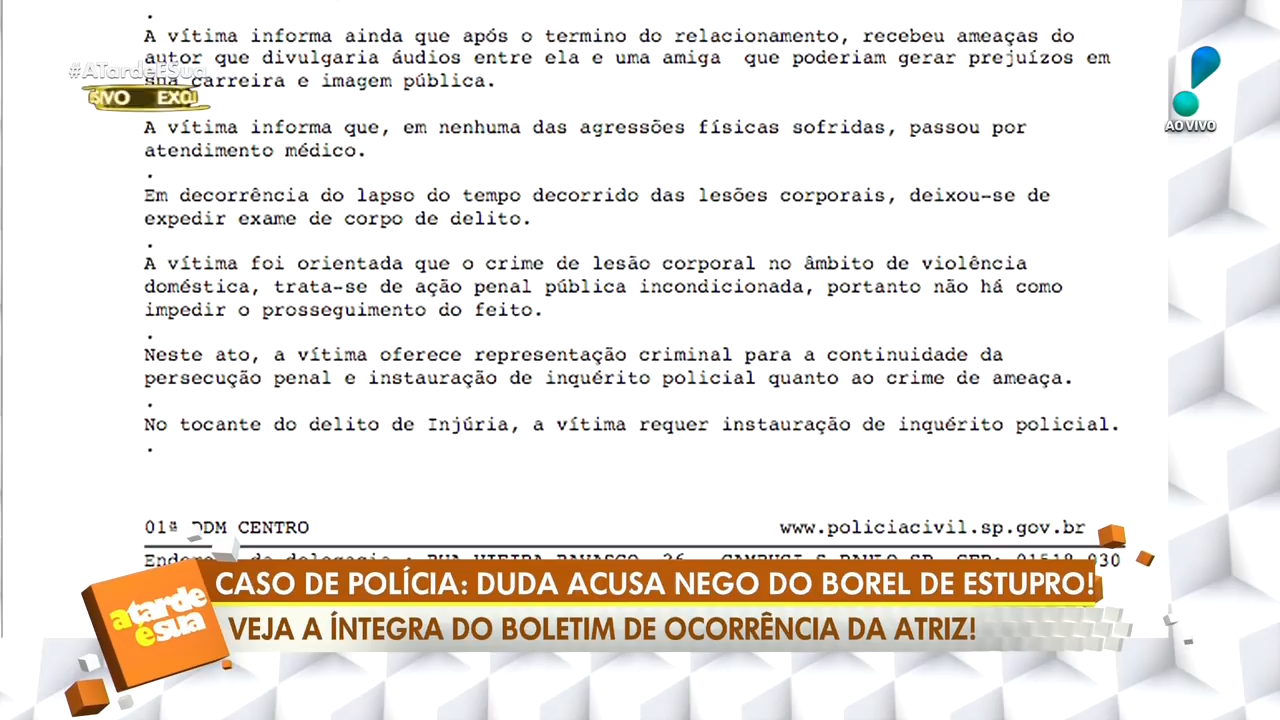 A vítima informa ainda que após o termino do relacionamento, recebeu ameaças do
autor que divulgaria áudios entre ela e uma amiga que poderiam gerar prejuízos em
sua carreira e imagem pública.
#ATardeÉSua
AO VIVO
A vítima informa que, em nenhuma das agressões físicas sofridas, passou por
atendimento médico.
.
Em decorrência do lapso do tempo decorrido das lesões corporais, deixou-se de
expedir exame de corpo de delito.
.
A vítima foi orientada que o crime de lesão corporal no âmbito de violência
doméstica, trata-se de ação penal pública incondicionada, portanto não há como
impedir o prosseguimento do feito.
.
Neste ato, a vítima oferece representação criminal para a continuidade da
persecução penal e instauração de inquérito policial quanto ao crime de ameaça.
.
No tocante do delito de Injúria, a vítima requer instauração de inquérito policial.
.
01ª DDM CENTRO www.policiacivil.sp.gov.br
CASO DE POLÍCIA: DUDA ACUSA NEGO DO BOREL DE ESTUPRO!
VEJA A ÍNTEGRA DO BOLETIM DE OCORRÊNCIA DA ATRIZ!
a tarde
é sua